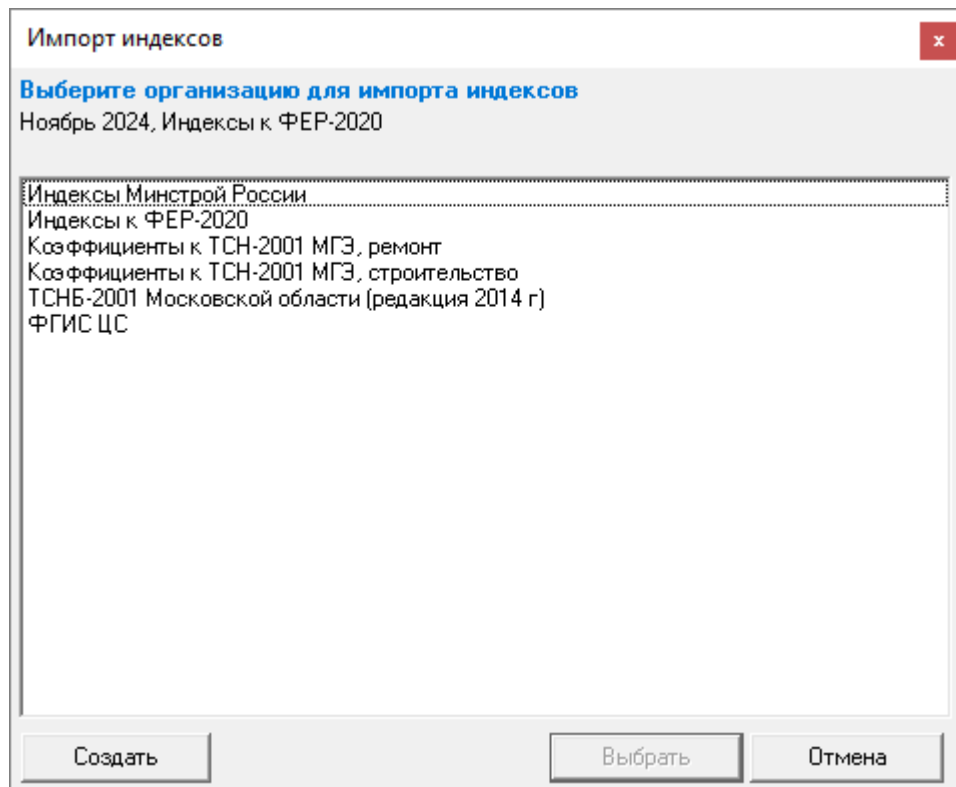 Импорт индексов
x
Выберите организацию для импорта индексов
Ноябрь 2024, Индексы к ФЕР-2020
Индексы Минстрой России
Индексы к ФЕР-2020
Коэффициенты к ТСН-2001 МГЭ, ремонт
Коэффициенты к ТСН-2001 МГЭ, строительство
ТСНБ-2001 Московской области (редакция 2014 г)
ФГИС ЦС
Создать Выбрать Отмена